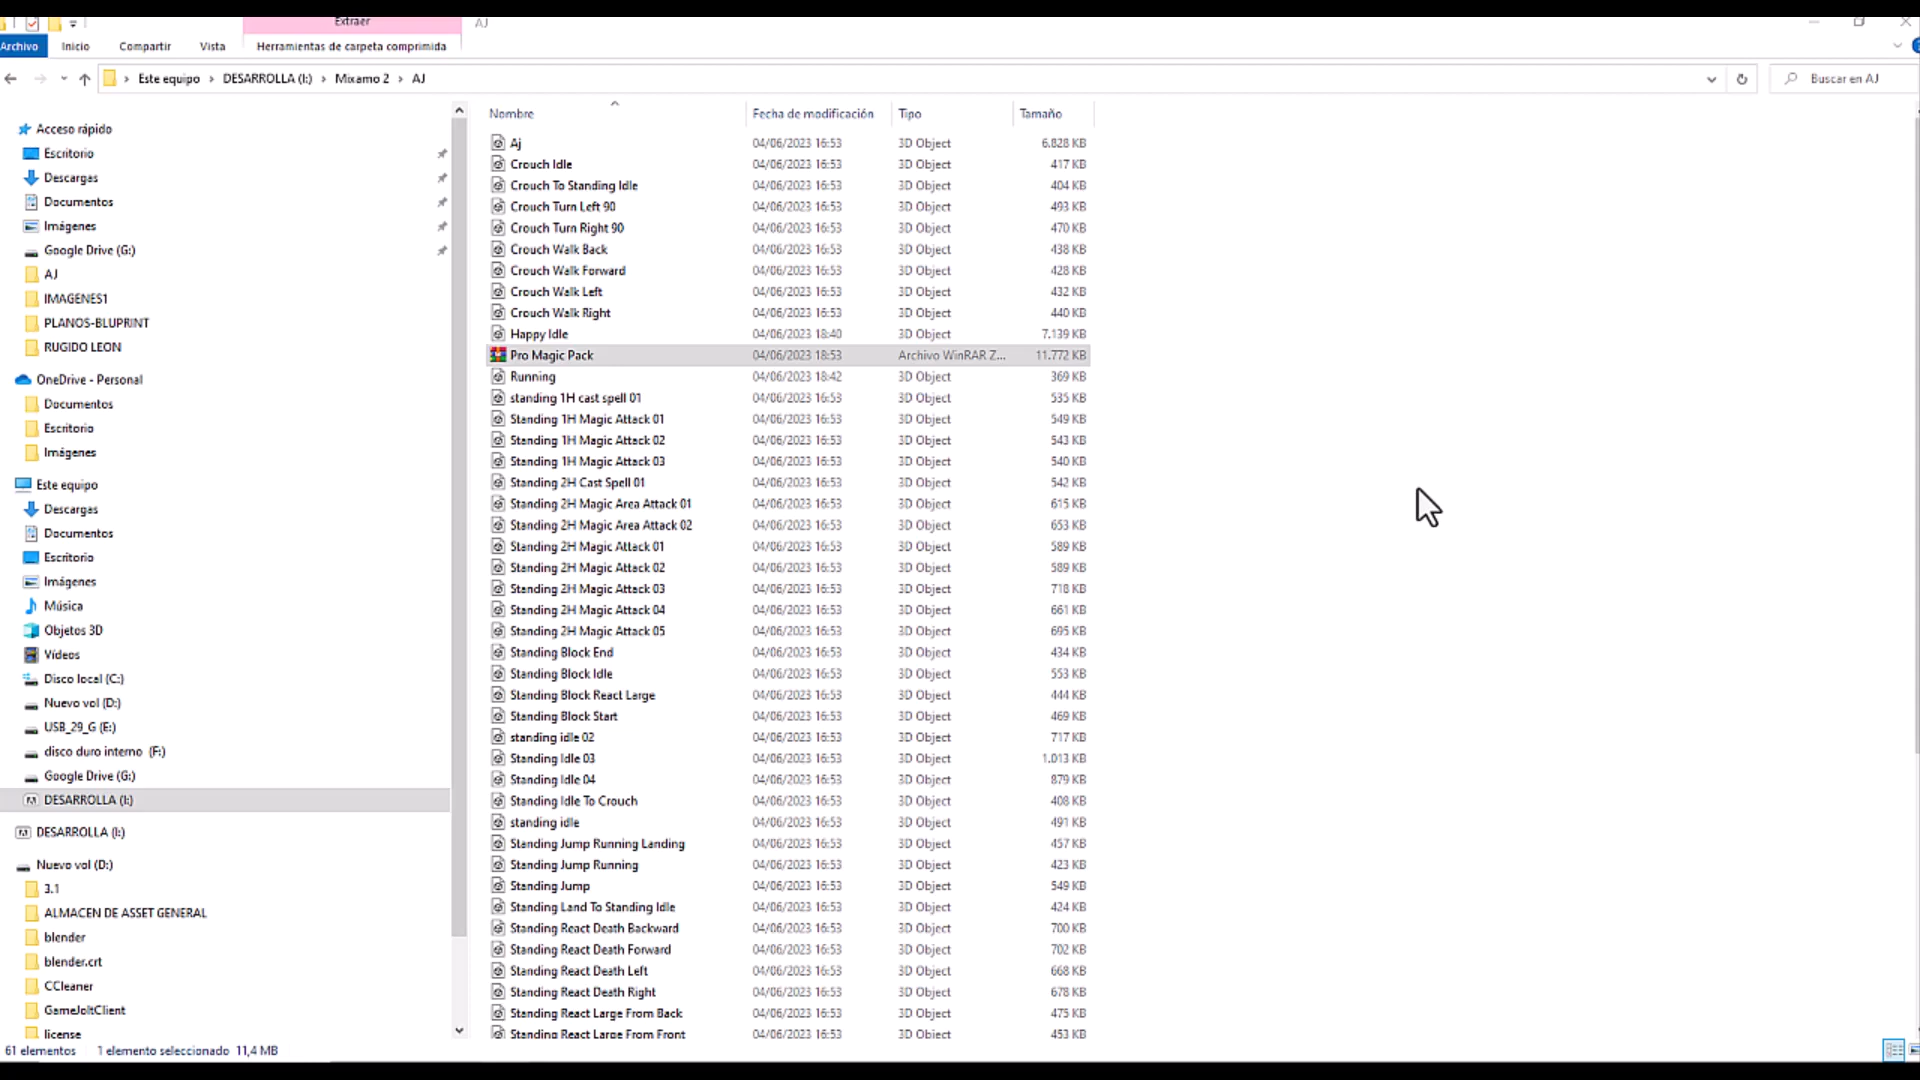 Extraer
AJ
Archivo
Inicio
Compartir
Vista
Herramientas de carpeta comprimida
Este equipo › DESARROLLA (I:) › Mixamo 2 › AJ
Buscar en AJ
Acceso rápido
Escritorio
Descargas
Documentos
Imágenes
Google Drive (G:)
AJ
IMAGENES1
PLANOS-BLUPRINT
RUGIDO LEON
OneDrive - Personal
Documentos
Escritorio
Imágenes
Este equipo
Descargas
Documentos
Escritorio
Imágenes
Música
Objetos 3D
Vídeos
Disco local (C:)
Nuevo vol (D:)
USB_29_G (E:)
disco duro interno (F:)
Google Drive (G:)
DESARROLLA (I:)
DESARROLLA (I:)
Nuevo vol (D:)
3.1
ALMACEN DE ASSET GENERAL
blender
blender.crt
CCleaner
GameJoltClient
license
Nombre Fecha de modificación Tipo Tamaño
Aj 04/06/2023 16:53 3D Object 6.828 KB
Crouch Idle 04/06/2023 16:53 3D Object 417 KB
Crouch To Standing Idle 04/06/2023 16:53 3D Object 404 KB
Crouch Turn Left 90 04/06/2023 16:53 3D Object 493 KB
Crouch Turn Right 90 04/06/2023 16:53 3D Object 470 KB
Crouch Walk Back 04/06/2023 16:53 3D Object 438 KB
Crouch Walk Forward 04/06/2023 16:53 3D Object 428 KB
Crouch Walk Left 04/06/2023 16:53 3D Object 432 KB
Crouch Walk Right 04/06/2023 16:53 3D Object 440 KB
Happy Idle 04/06/2023 18:40 3D Object 7.139 KB
Pro Magic Pack 04/06/2023 18:53 Archivo WinRAR Z... 11.772 KB
Running 04/06/2023 18:42 3D Object 369 KB
standing 1H cast spell 01 04/06/2023 16:53 3D Object 535 KB
Standing 1H Magic Attack 01 04/06/2023 16:53 3D Object 549 KB
Standing 1H Magic Attack 02 04/06/2023 16:53 3D Object 543 KB
Standing 1H Magic Attack 03 04/06/2023 16:53 3D Object 540 KB
Standing 2H Cast Spell 01 04/06/2023 16:53 3D Object 542 KB
Standing 2H Magic Area Attack 01 04/06/2023 16:53 3D Object 615 KB
Standing 2H Magic Area Attack 02 04/06/2023 16:53 3D Object 653 KB
Standing 2H Magic Attack 01 04/06/2023 16:53 3D Object 589 KB
Standing 2H Magic Attack 02 04/06/2023 16:53 3D Object 589 KB
Standing 2H Magic Attack 03 04/06/2023 16:53 3D Object 718 KB
Standing 2H Magic Attack 04 04/06/2023 16:53 3D Object 661 KB
Standing 2H Magic Attack 05 04/06/2023 16:53 3D Object 695 KB
Standing Block End 04/06/2023 16:53 3D Object 434 KB
Standing Block Idle 04/06/2023 16:53 3D Object 553 KB
Standing Block React Large 04/06/2023 16:53 3D Object 444 KB
Standing Block Start 04/06/2023 16:53 3D Object 469 KB
standing idle 02 04/06/2023 16:53 3D Object 717 KB
Standing Idle 03 04/06/2023 16:53 3D Object 1.013 KB
Standing Idle 04 04/06/2023 16:53 3D Object 879 KB
Standing Idle To Crouch 04/06/2023 16:53 3D Object 408 KB
standing idle 04/06/2023 16:53 3D Object 491 KB
Standing Jump Running Landing 04/06/2023 16:53 3D Object 457 KB
Standing Jump Running 04/06/2023 16:53 3D Object 423 KB
Standing Jump 04/06/2023 16:53 3D Object 549 KB
Standing Land To Standing Idle 04/06/2023 16:53 3D Object 424 KB
Standing React Death Backward 04/06/2023 16:53 3D Object 700 KB
Standing React Death Forward 04/06/2023 16:53 3D Object 702 KB
Standing React Death Left 04/06/2023 16:53 3D Object 668 KB
Standing React Death Right 04/06/2023 16:53 3D Object 678 KB
Standing React Large From Back 04/06/2023 16:53 3D Object 475 KB
Standing React Large From Front 04/06/2023 16:53 3D Object 453 KB
61 elementos 1 elemento seleccionado 11,4 MB